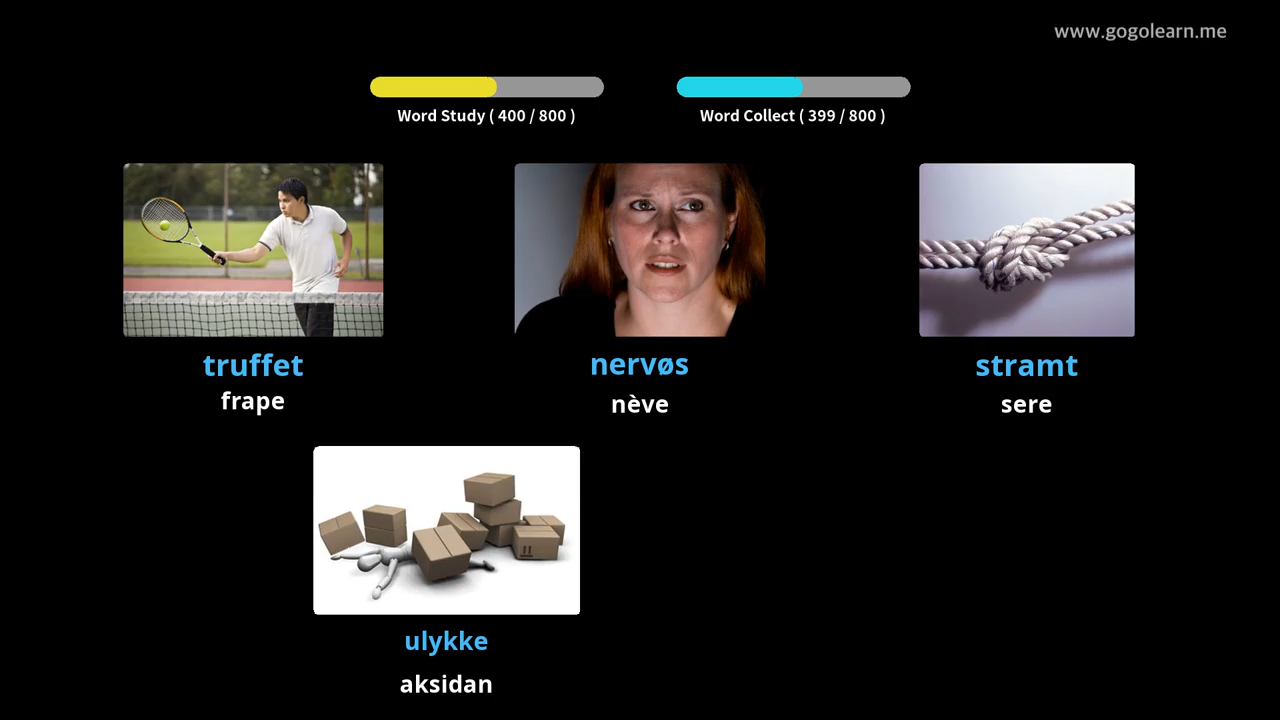 www.gogolearn.me
Word Study ( 400 / 800 )
Word Collect ( 399 / 800 )
truffet
frape
nervøs
nève
stramt
sere
ulykke
aksidan